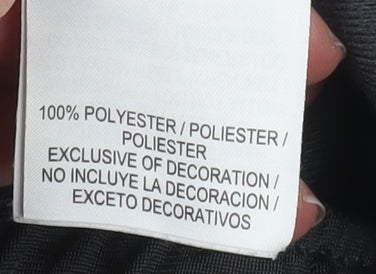 100% POLYESTER / POLIESTER /
POLIESTER
EXCLUSIVE OF DECORATION /
NO INCLUYE LA DECORACION /
EXCETO DECORATIVOS